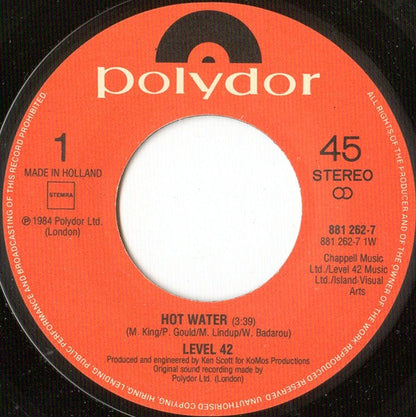 polydor
1
MADE IN HOLLAND
STEMRA
℗ 1984 Polydor Ltd.
(London)
45
STEREO
881 262-7
881 262-7 1W
Chappell Music
Ltd./Level 42 Music
Ltd./Island Visual
Arts
HOT WATER (3:39)
(M. King/P. Gould/M. Lindup/W. Badarou)
LEVEL 42
Produced and engineered by Ken Scott for KoMos Productions
Original sound recording made by
Polydor Ltd. (London)
ALL RIGHTS OF THE MANUFACTURER AND OF THE OWNER OF THE WORK REPRODUCED RESERVED UNAUTHORISED COPYING, HIRING, LENDING, PUBLIC PERFORMANCE AND BROADCASTING OF THIS RECORD PROHIBITED.